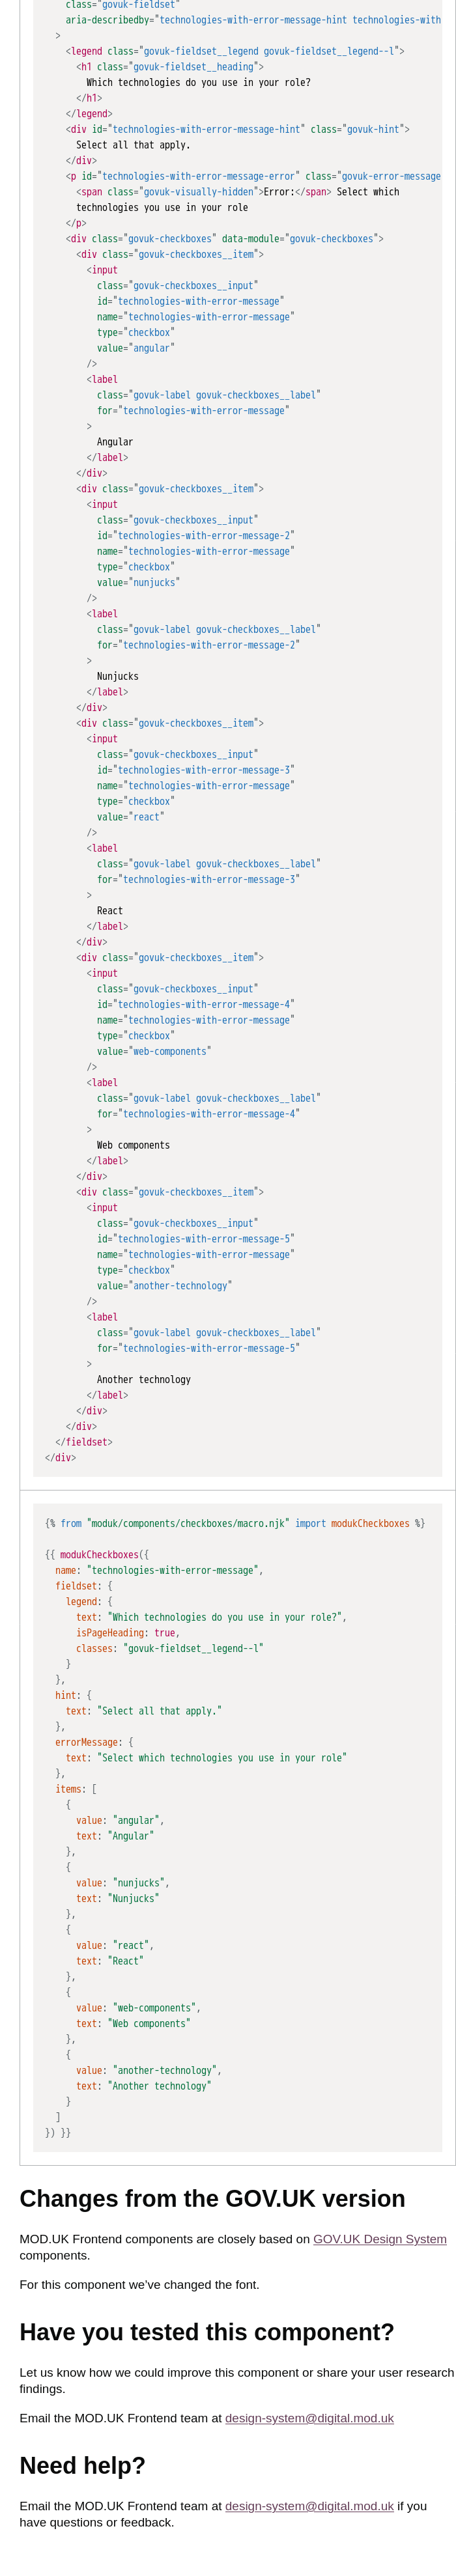 class="govuk-fieldset"
aria-describedby="technologies-with-error-message-hint technologies-with
>
<legend class="govuk-fieldset__legend govuk-fieldset__legend--l">
<h1 class="govuk-fieldset__heading">
Which technologies do you use in your role?
</h1>
</legend>
<div id="technologies-with-error-message-hint" class="govuk-hint">
Select all that apply.
</div>
<p id="technologies-with-error-message-error" class="govuk-error-message
<span class="govuk-visually-hidden">Error:</span> Select which
technologies you use in your role
</p>
<div class="govuk-checkboxes" data-module="govuk-checkboxes">
<div class="govuk-checkboxes__item">
<input
class="govuk-checkboxes__input"
id="technologies-with-error-message"
name="technologies-with-error-message"
type="checkbox"
value="angular"
/>
<label
class="govuk-label govuk-checkboxes__label"
for="technologies-with-error-message"
>
Angular
</label>
</div>
<div class="govuk-checkboxes__item">
<input
class="govuk-checkboxes__input"
id="technologies-with-error-message-2"
name="technologies-with-error-message"
type="checkbox"
value="nunjucks"
/>
<label
class="govuk-label govuk-checkboxes__label"
for="technologies-with-error-message-2"
>
Nunjucks
</label>
</div>
<div class="govuk-checkboxes__item">
<input
class="govuk-checkboxes__input"
id="technologies-with-error-message-3"
name="technologies-with-error-message"
type="checkbox"
value="react"
/>
<label
class="govuk-label govuk-checkboxes__label"
for="technologies-with-error-message-3"
>
React
</label>
</div>
<div class="govuk-checkboxes__item">
<input
class="govuk-checkboxes__input"
id="technologies-with-error-message-4"
name="technologies-with-error-message"
type="checkbox"
value="web-components"
/>
<label
class="govuk-label govuk-checkboxes__label"
for="technologies-with-error-message-4"
>
Web components
</label>
</div>
<div class="govuk-checkboxes__item">
<input
class="govuk-checkboxes__input"
id="technologies-with-error-message-5"
name="technologies-with-error-message"
type="checkbox"
value="another-technology"
/>
<label
class="govuk-label govuk-checkboxes__label"
for="technologies-with-error-message-5"
>
Another technology
</label>
</div>
</div>
</fieldset>
</div>
{% from "moduk/components/checkboxes/macro.njk" import modukCheckboxes %}
{{ modukCheckboxes({
name: "technologies-with-error-message",
fieldset: {
legend: {
text: "Which technologies do you use in your role?",
isPageHeading: true,
classes: "govuk-fieldset__legend--l"
}
},
hint: {
text: "Select all that apply."
},
errorMessage: {
text: "Select which technologies you use in your role"
},
items: [
{
value: "angular",
text: "Angular"
},
{
value: "nunjucks",
text: "Nunjucks"
},
{
value: "react",
text: "React"
},
{
value: "web-components",
text: "Web components"
},
{
value: "another-technology",
text: "Another technology"
}
]
}) }}
Changes from the GOV.UK version
MOD.UK Frontend components are closely based on GOV.UK Design System
components.
For this component we’ve changed the font.
Have you tested this component?
Let us know how we could improve this component or share your user research
findings.
Email the MOD.UK Frontend team at design-system@digital.mod.uk
Need help?
Email the MOD.UK Frontend team at design-system@digital.mod.uk if you
have questions or feedback.